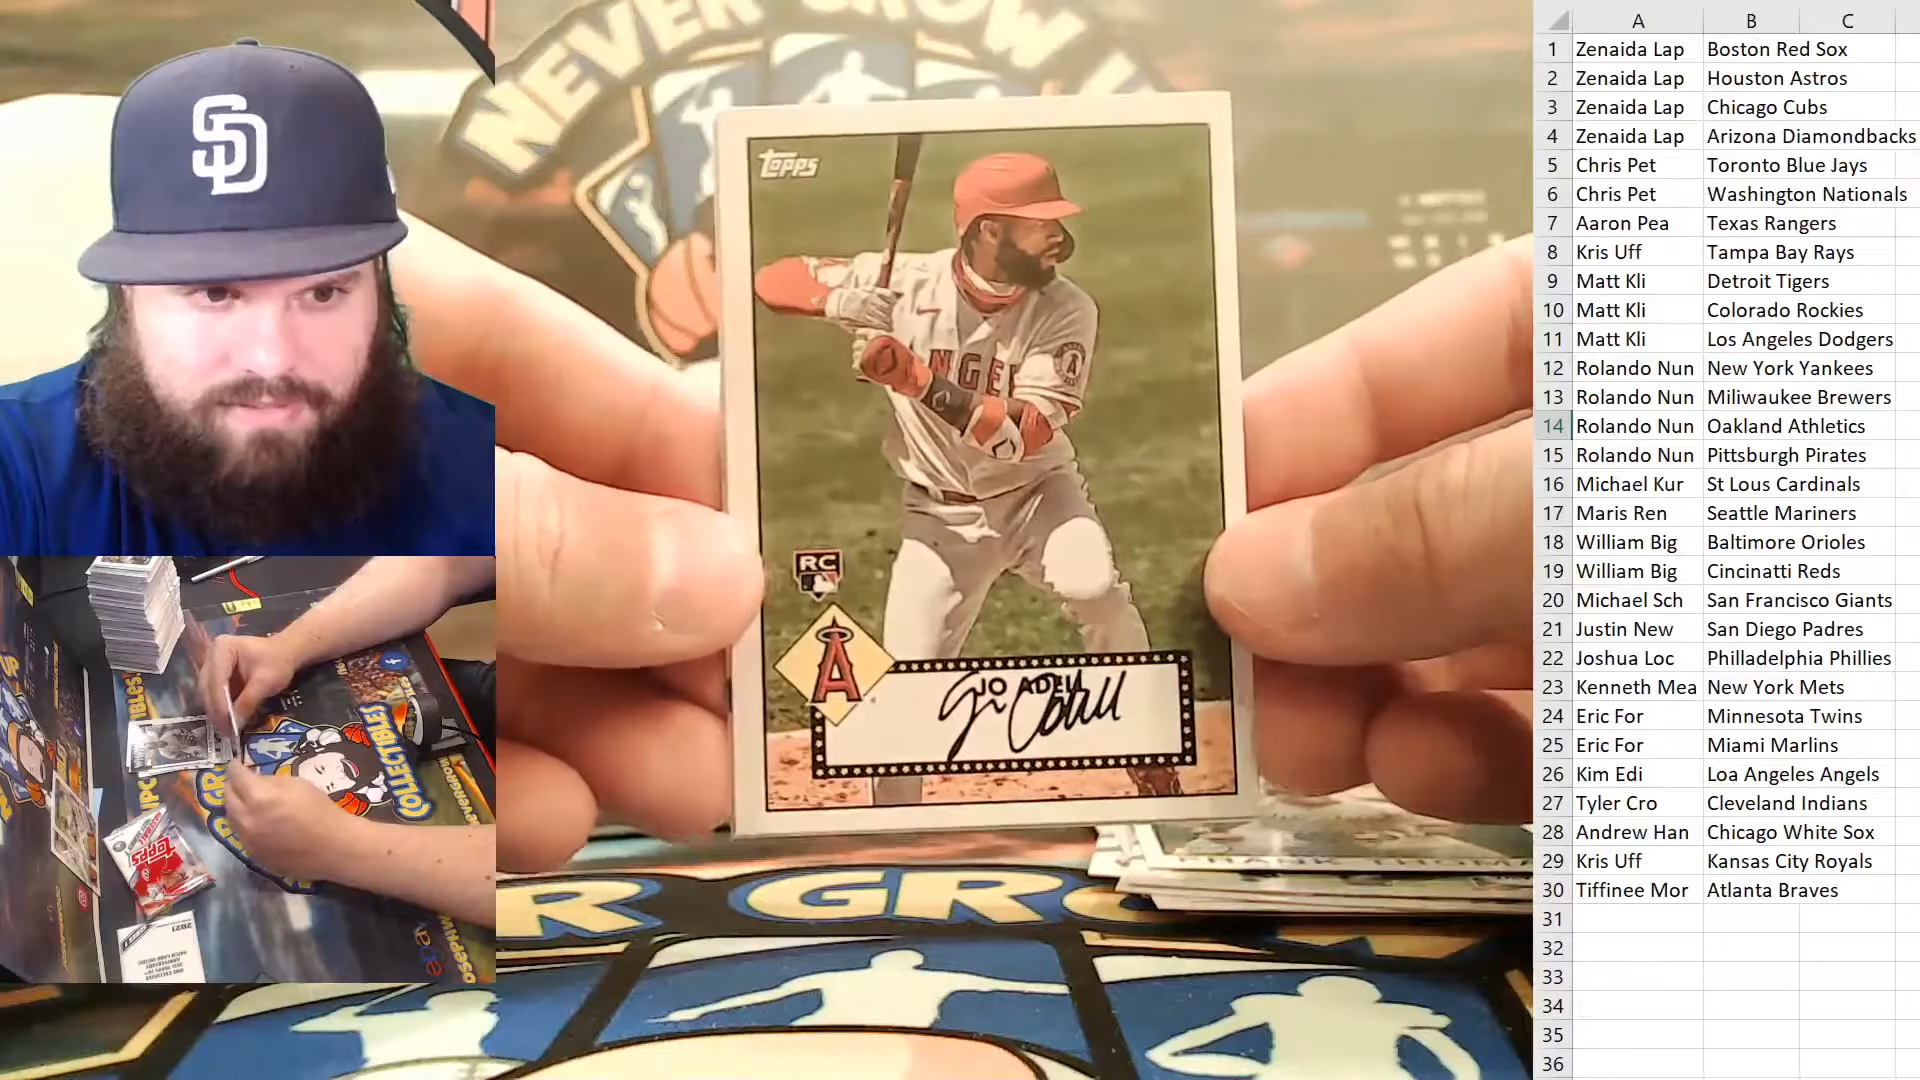 NEVER GROW
SD
Topps
ANGE
A
RC
A
JO ADELL
R GRO
COLLECTIBLES
Topps
2021
A B C
1 Zenaida Lap Boston Red Sox
2 Zenaida Lap Houston Astros
3 Zenaida Lap Chicago Cubs
4 Zenaida Lap Arizona Diamondbacks
5 Chris Pet Toronto Blue Jays
6 Chris Pet Washington Nationals
7 Aaron Pea Texas Rangers
8 Kris Uff Tampa Bay Rays
9 Matt Kli Detroit Tigers
10 Matt Kli Colorado Rockies
11 Matt Kli Los Angeles Dodgers
12 Rolando Nun New York Yankees
13 Rolando Nun Miliwaukee Brewers
14 Rolando Nun Oakland Athletics
15 Rolando Nun Pittsburgh Pirates
16 Michael Kur St Lous Cardinals
17 Maris Ren Seattle Mariners
18 William Big Baltimore Orioles
19 William Big Cincinatti Reds
20 Michael Sch San Francisco Giants
21 Justin New San Diego Padres
22 Joshua Loc Philladelphia Phillies
23 Kenneth Mea New York Mets
24 Eric For Minnesota Twins
25 Eric For Miami Marlins
26 Kim Edi Loa Angeles Angels
27 Tyler Cro Cleveland Indians
28 Andrew Han Chicago White Sox
29 Kris Uff Kansas City Royals
30 Tiffinee Mor Atlanta Braves
31
32
33
34
35
36